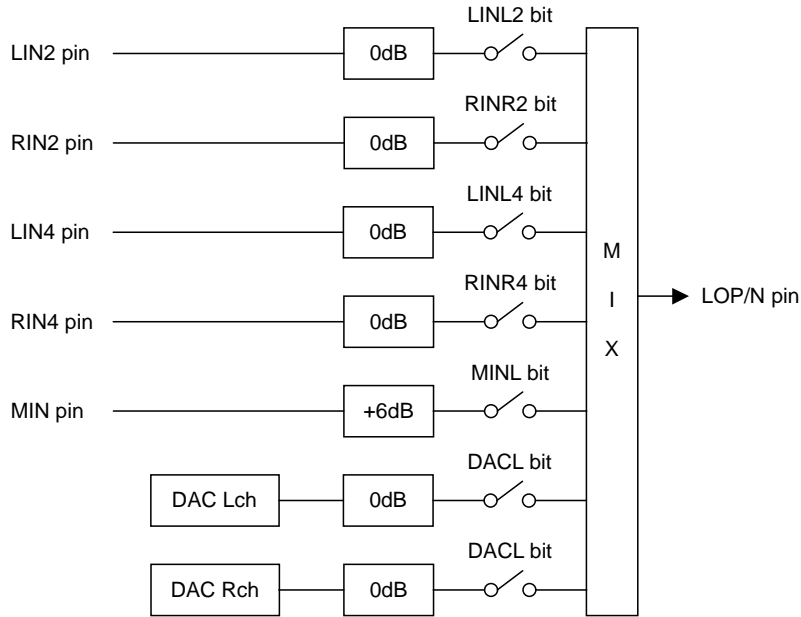 LINL2 bit
LIN2 pin 0dB
RINR2 bit
RIN2 pin 0dB
LINL4 bit
LIN4 pin 0dB
M
RINR4 bit
I LOP/N pin
RIN4 pin 0dB
X
MINL bit
MIN pin +6dB
DACL bit
DAC Lch 0dB
DACL bit
DAC Rch 0dB